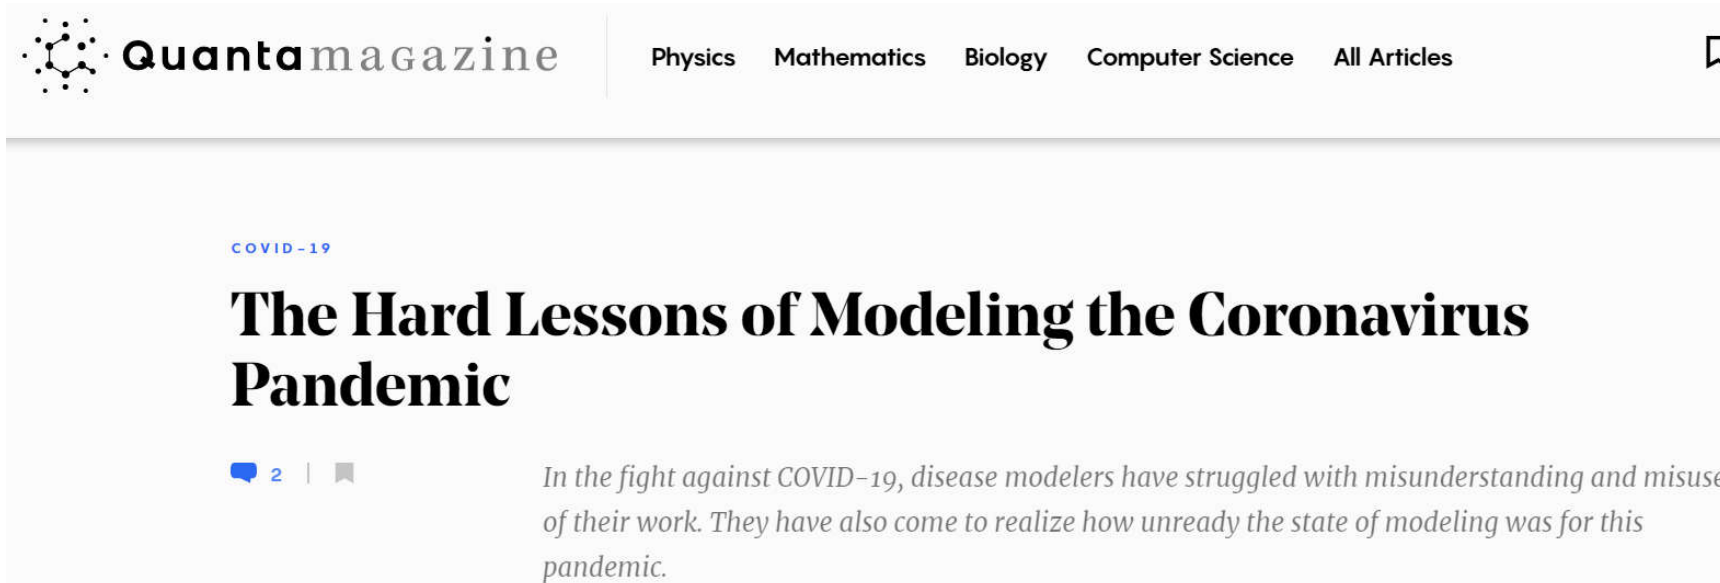 Quantamagazine
Physics Mathematics Biology Computer Science All Articles
COVID-19
The Hard Lessons of Modeling the Coronavirus
Pandemic
2
In the fight against COVID-19, disease modelers have struggled with misunderstanding and misuse
of their work. They have also come to realize how unready the state of modeling was for this
pandemic.